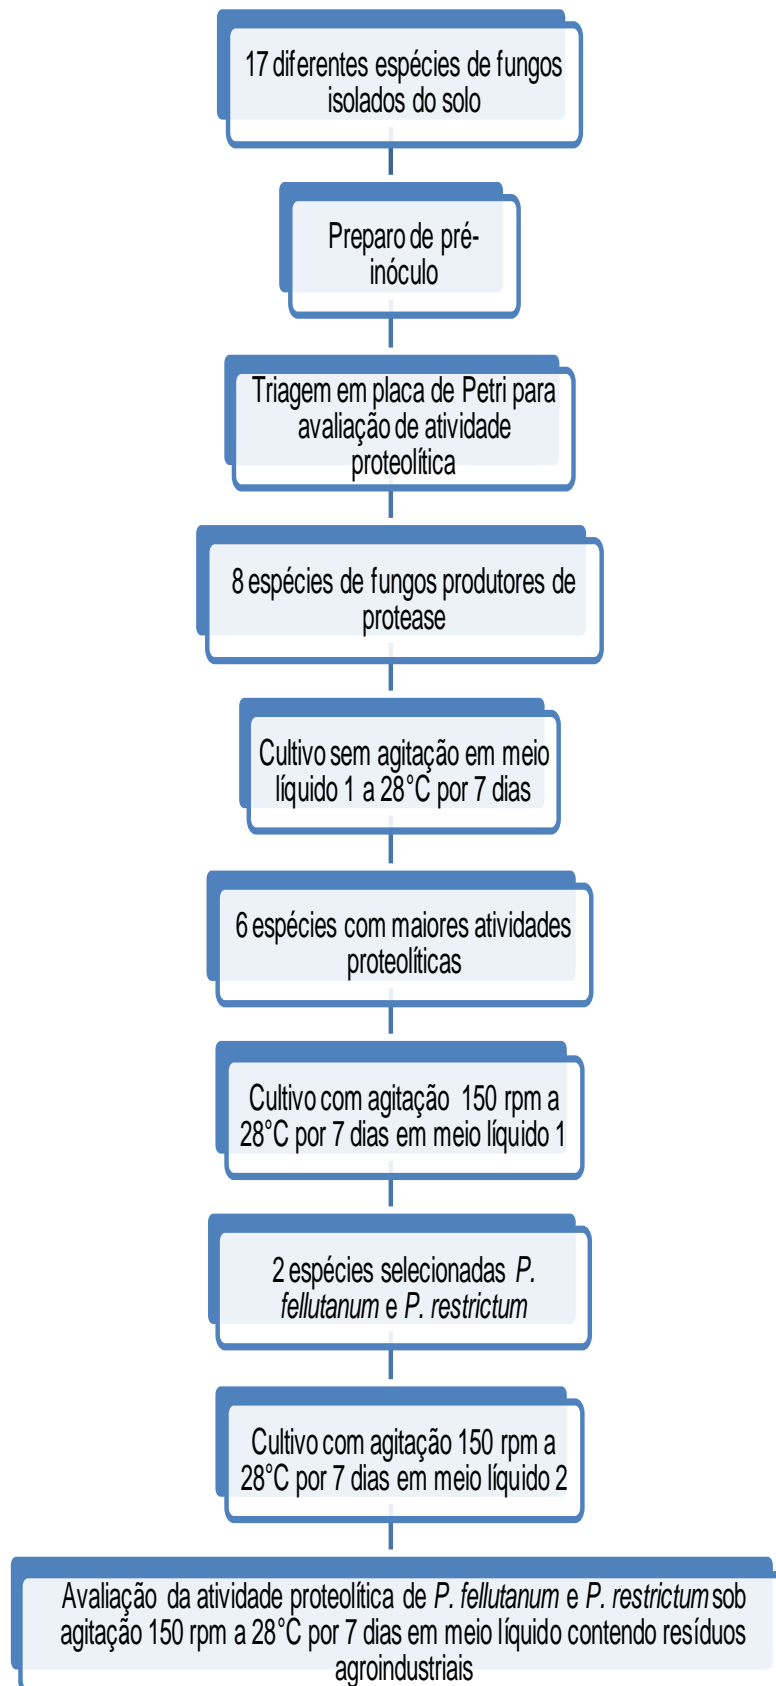 17 diferentes espécies de fungos
isolados do solo
Preparo de pré-
inóculo
Triagem em placa de Petri para
avaliação de atividade
proteolítica
8 espécies de fungos produtores de
protease
Cultivo sem agitação em meio
líquido 1 a 28°C por 7 dias
6 espécies com maiores atividades
proteolíticas
Cultivo com agitação 150 rpm a
28°C por 7 dias em meio líquido 1
2 espécies selecionadas P.
fellutanum e P. restrictum
Cultivo com agitação 150 rpm a
28°C por 7 dias em meio líquido 2
Avaliação da atividade proteolítica de P. fellutanum e P. restrictum sob
agitação 150 rpm a 28°C por 7 dias em meio líquido contendo resíduos
agroindustriais